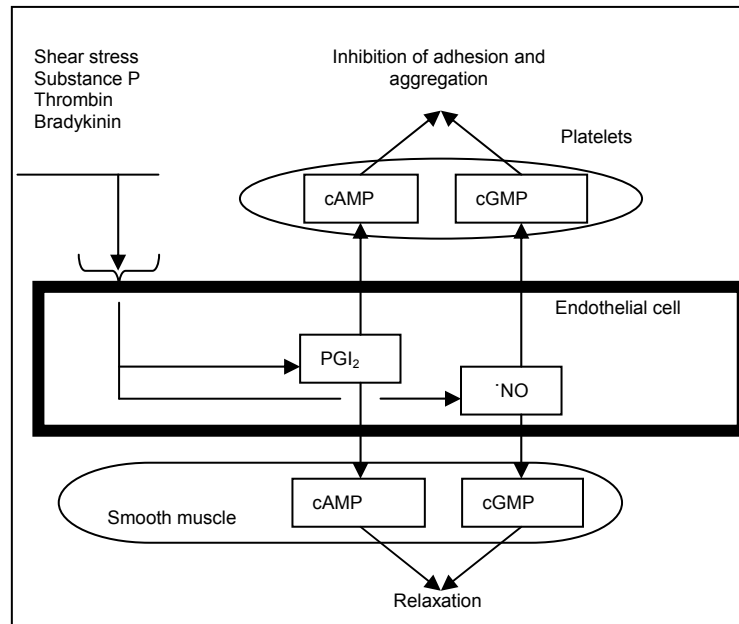 Shear stress
Substance P
Thrombin
Bradykinin
Inhibition of adhesion and
aggregation
Platelets
cAMP
cGMP
Endothelial cell
PGI₂
˙NO
cAMP
cGMP
Smooth muscle
Relaxation